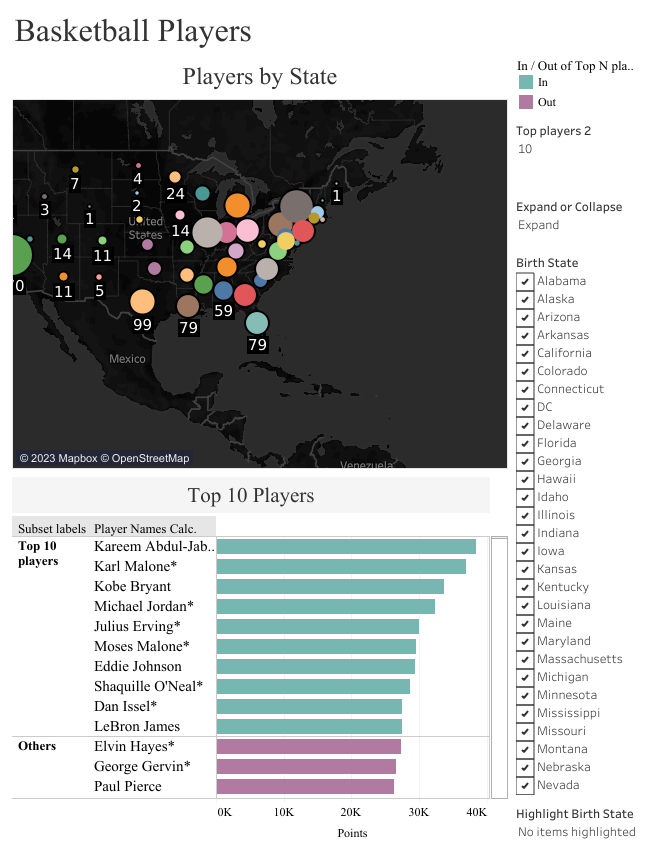 Basketball Players
Players by State
7
4
24
3
1
2
United
States
14
1
14
11
0
11
5
99
79
59
79
Mexico
Venezuela
© 2023 Mapbox © OpenStreetMap
In / Out of Top N pla..
In
Out
Top players 2
10
Expand or Collapse
Expand
Birth State
Alabama
Alaska
Arizona
Arkansas
California
Colorado
Connecticut
DC
Delaware
Florida
Georgia
Hawaii
Idaho
Illinois
Indiana
Iowa
Kansas
Kentucky
Louisiana
Maine
Maryland
Massachusetts
Michigan
Minnesota
Mississippi
Missouri
Montana
Nebraska
Nevada
Highlight Birth State
No items highlighted
Top 10 Players
Subset labels Player Names Calc.
Top 10
players
Kareem Abdul-Jab..
Karl Malone*
Kobe Bryant
Michael Jordan*
Julius Erving*
Moses Malone*
Eddie Johnson
Shaquille O'Neal*
Dan Issel*
LeBron James
Others
Elvin Hayes*
George Gervin*
Paul Pierce
0K 10K 20K 30K 40K
Points